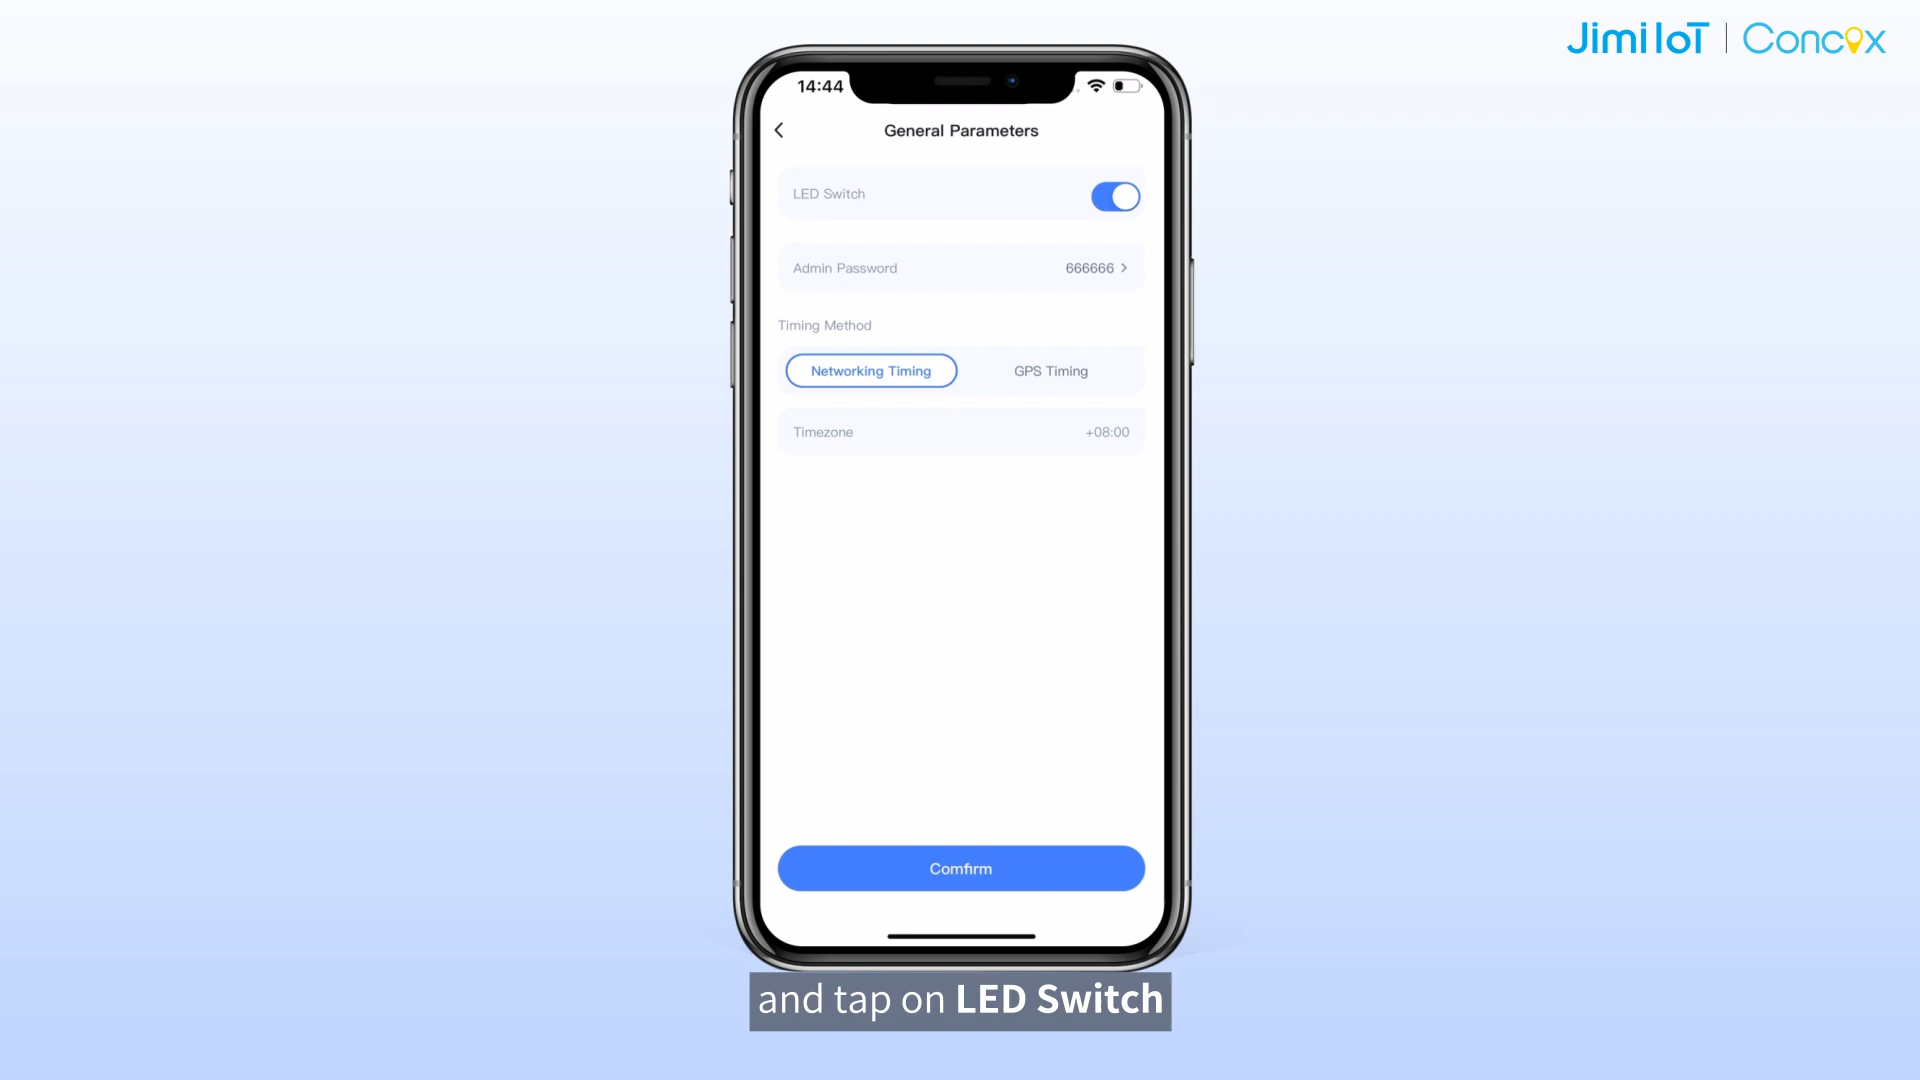 JimiIoT | Concox
14:44
General Parameters
LED Switch
Admin Password 666666
Timing Method
Networking Timing GPS Timing
Timezone +08:00
Comfirm
and tap on LED Switch